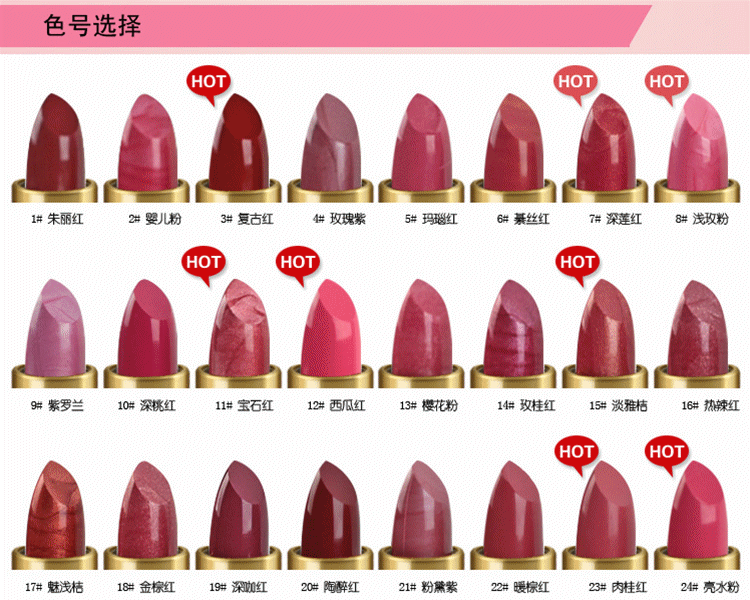 色号选择
HOT HOT HOT
1# 朱丽红 2# 婴儿粉 3# 复古红 4# 玫瑰紫 5# 玛瑙红 6# 綦丝红 7# 深莲红 8# 浅玫粉
HOT HOT HOT
9# 紫罗兰 10# 深桃红 11# 宝石红 12# 西瓜红 13# 樱花粉 14# 玫桂红 15# 淡雅桔 16# 热辣红
HOT HOT
17# 魅浅桔 18# 金棕红 19# 深咖红 20# 陶醉红 21# 粉黛紫 22# 暖棕红 23# 肉桂红 24# 亮水粉